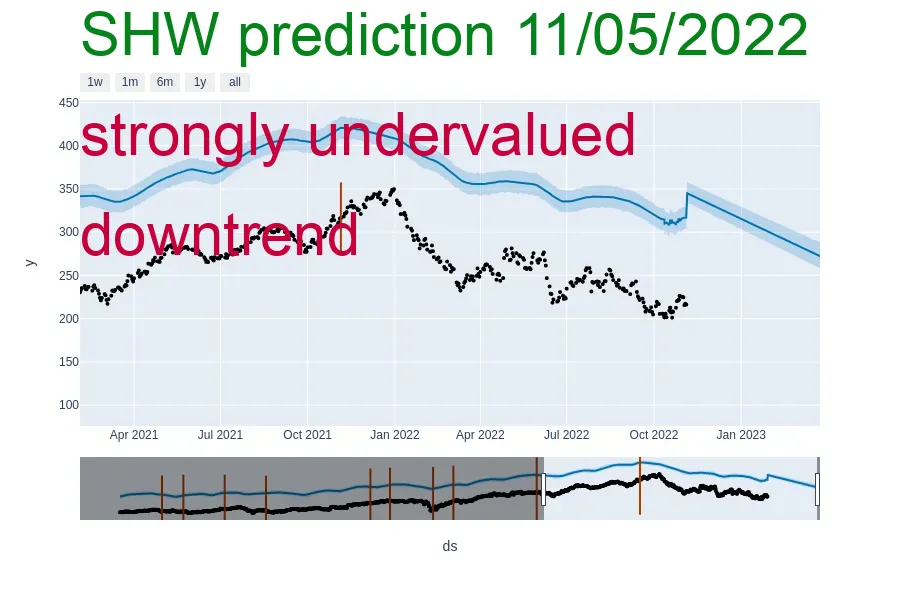 SHW prediction 11/05/2022
1w 1m 6m 1y all
450
strongly undervalued
400
350
300
downtrend
250
y
200
150
100
Apr 2021 Jul 2021 Oct 2021 Jan 2022 Apr 2022 Jul 2022 Oct 2022 Jan 2023
ds